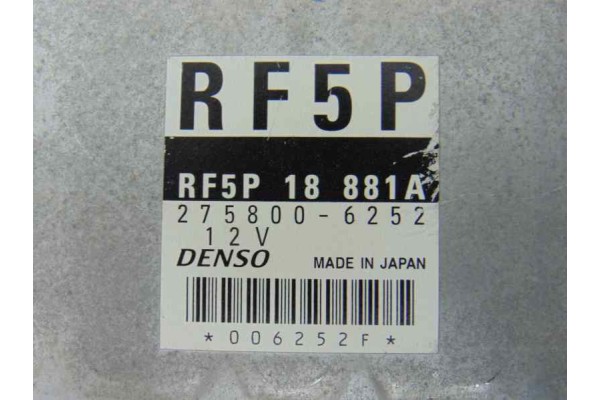 RF5P
RF5P 18 881A
275800-6252
12V
DENSO MADE IN JAPAN
*006252F*